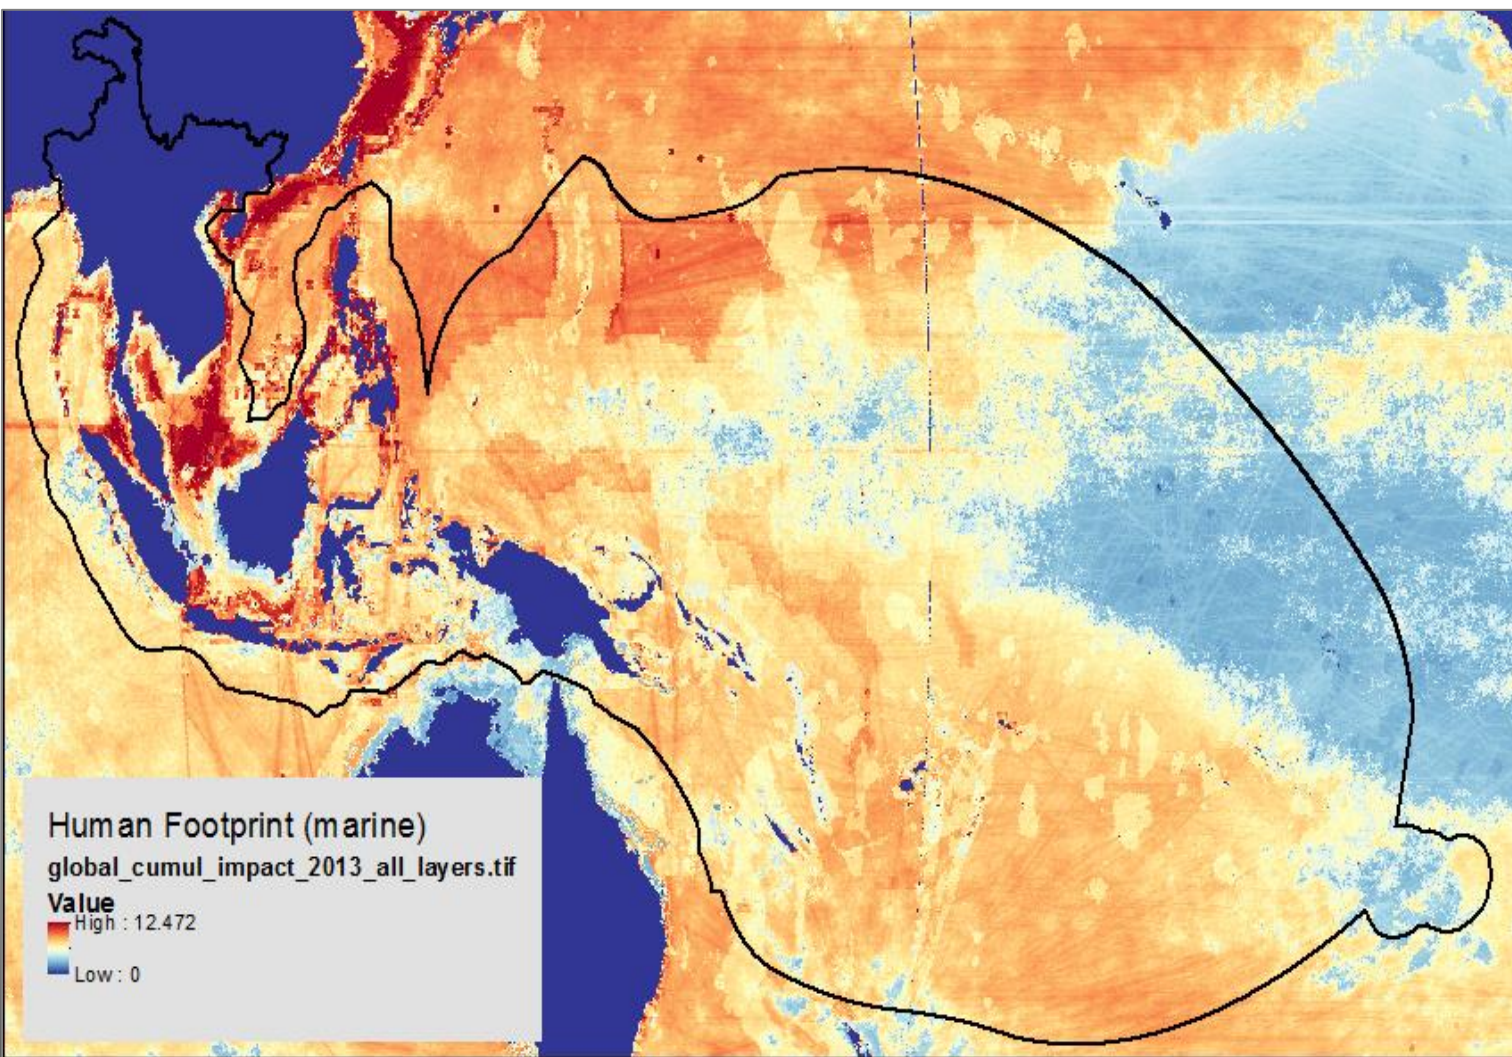 Human Footprint (marine)
global_cumul_impact_2013_all_layers.tif
Value
High : 12.472
Low : 0